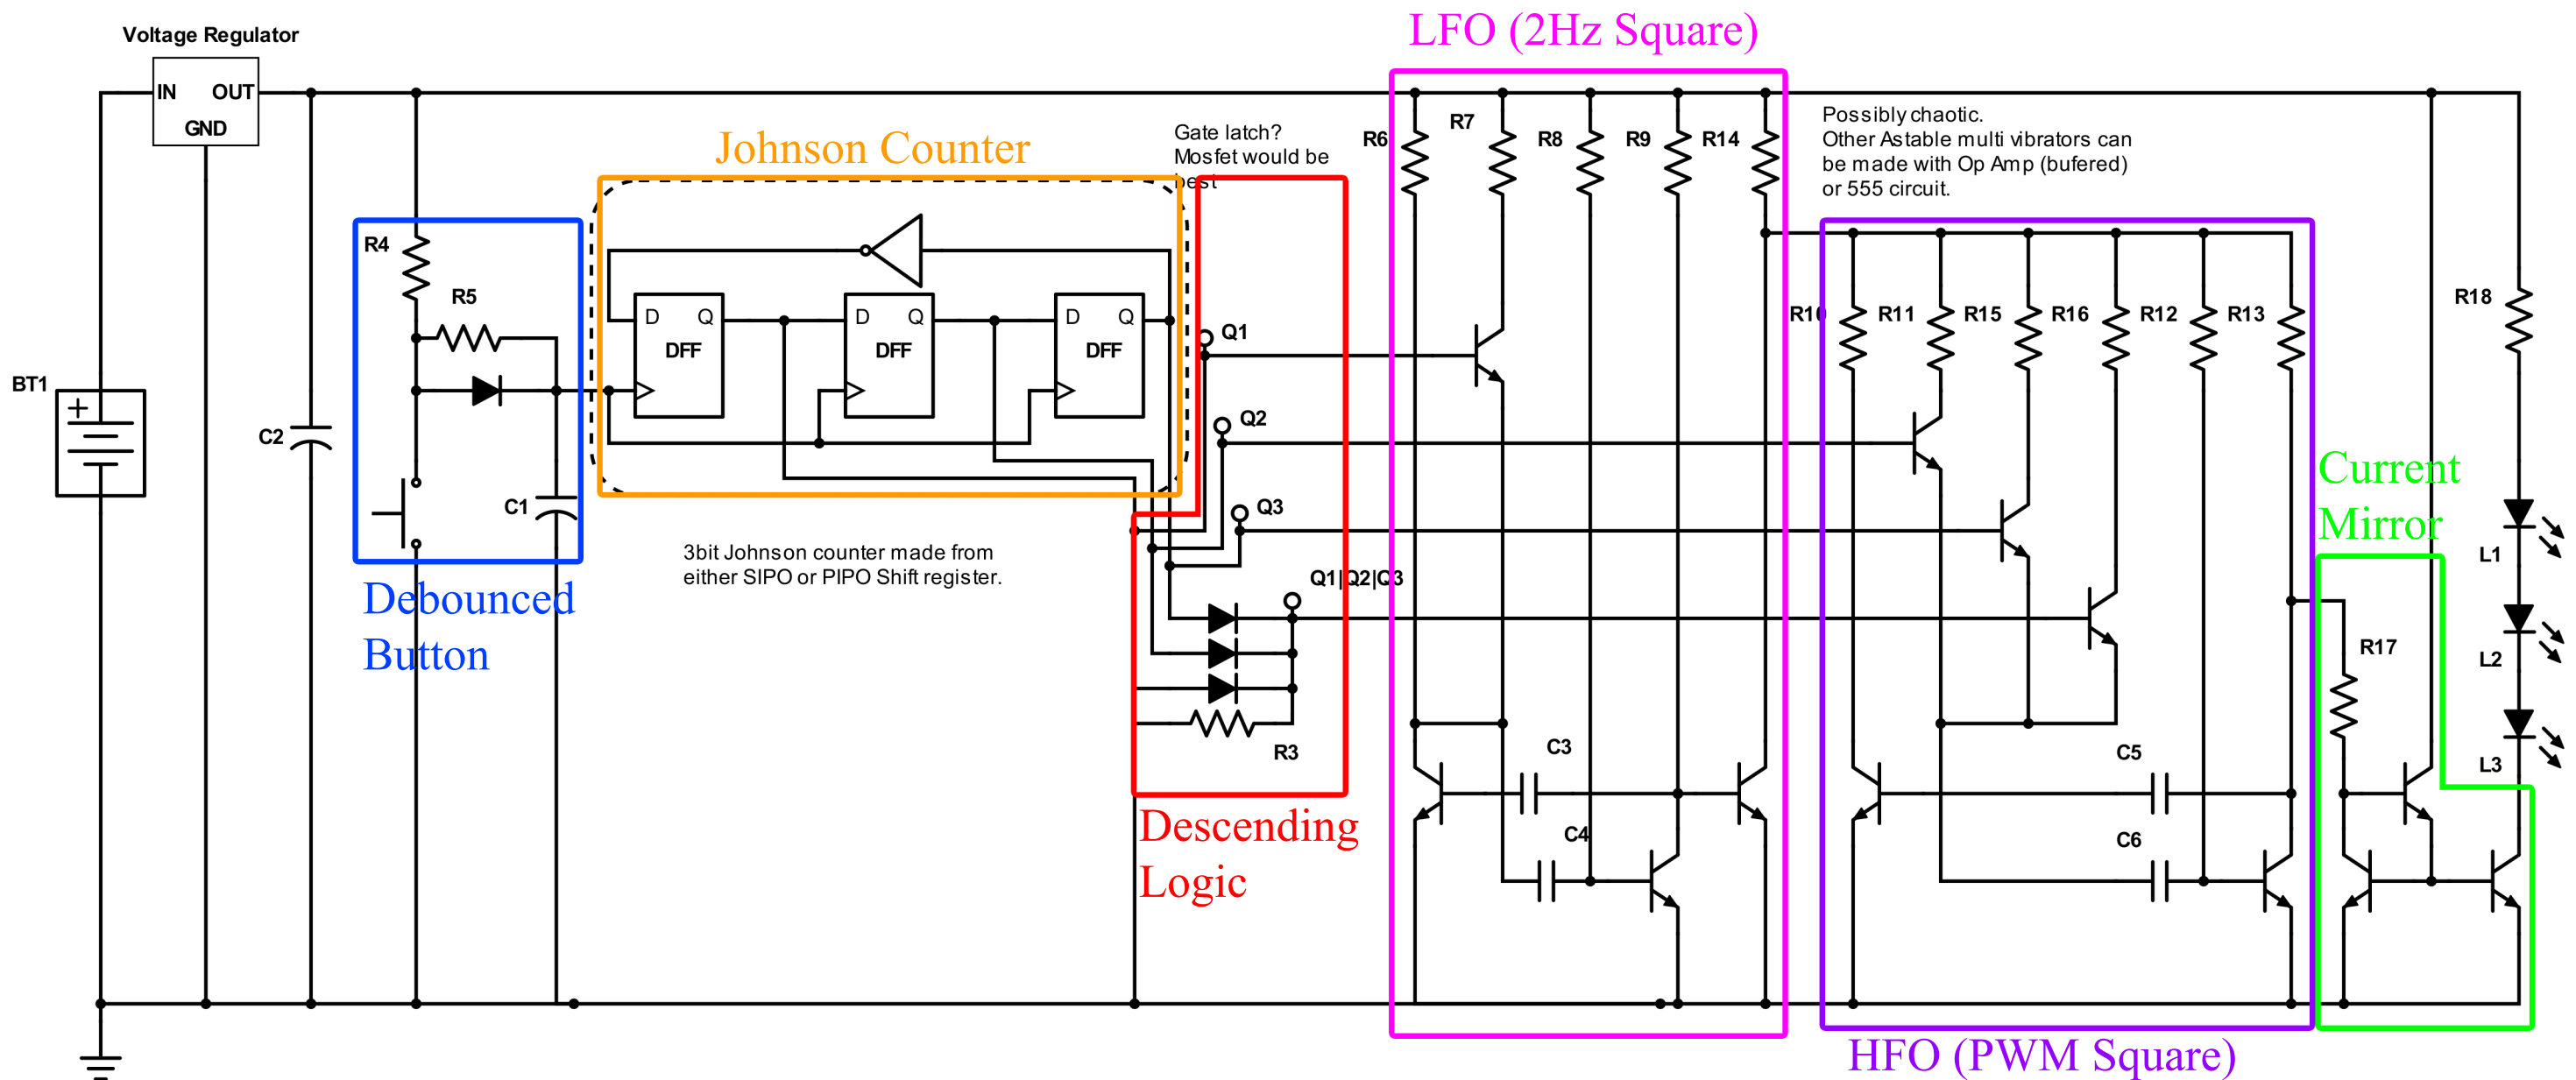 LFO (2Hz Square)
Voltage Regulator
IN OUT
GND
Possibly chaotic.
Other Astable multi vibrators can
be made with Op Amp (bufered)
or 555 circuit.
Gate latch?
Mosfet would be
best
Johnson Counter
R6
R7
R8
R9
R14
R4
R5
D Q
DFF
D Q
DFF
D Q
DFF
Q1
R10
R11
R15
R16
R12
R13
R18
BT1
+
C2
Q2
Current
Mirror
C1
Q3
3bit Johnson counter made from
either SIPO or PIPO Shift register.
L1
Q1|Q2|Q3
Debounced
Button
R17
L2
R3
C3
C5
L3
Descending
Logic
C4
C6
HFO (PWM Square)